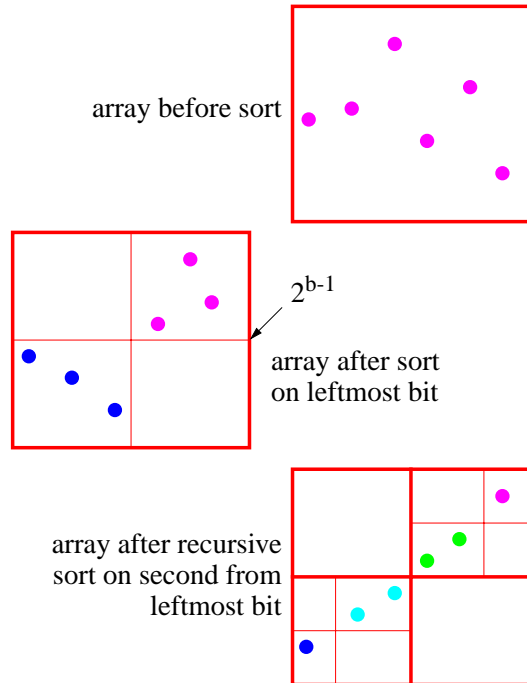 array before sort
2^b-1
array after sort
on leftmost bit
array after recursive
sort on second from
leftmost bit